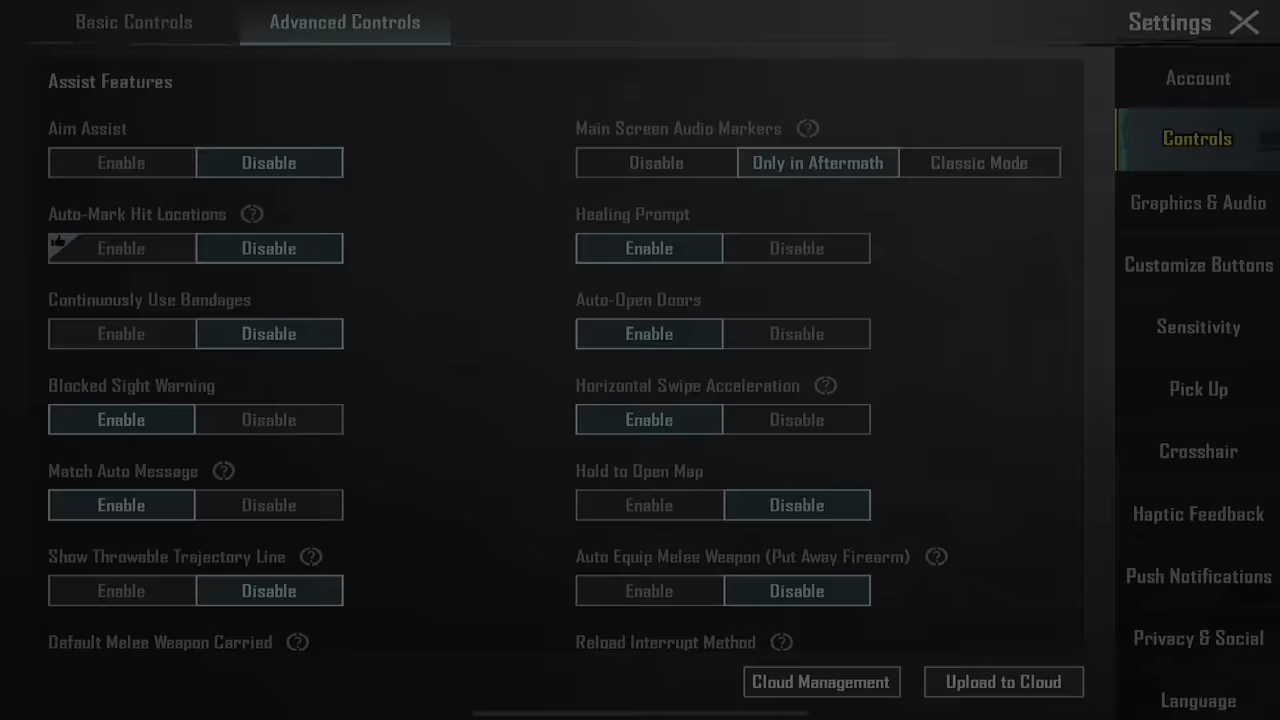 Basic Controls
Advanced Controls
Settings
Assist Features
Aim Assist
Enable Disable
Main Screen Audio Markers
Disable Only in Aftermath Classic Mode
Auto-Mark Hit Locations
Enable Disable
Healing Prompt
Enable Disable
Continuously Use Bandages
Enable Disable
Auto-Open Doors
Enable Disable
Blocked Sight Warning
Enable Disable
Horizontal Swipe Acceleration
Enable Disable
Match Auto Message
Enable Disable
Hold to Open Map
Enable Disable
Show Throwable Trajectory Line
Enable Disable
Auto Equip Melee Weapon (Put Away Firearm)
Enable Disable
Default Melee Weapon Carried
Reload Interrupt Method
Cloud Management
Upload to Cloud
Account
Controls
Graphics & Audio
Customize Buttons
Sensitivity
Pick Up
Crosshair
Haptic Feedback
Push Notifications
Privacy & Social
Language